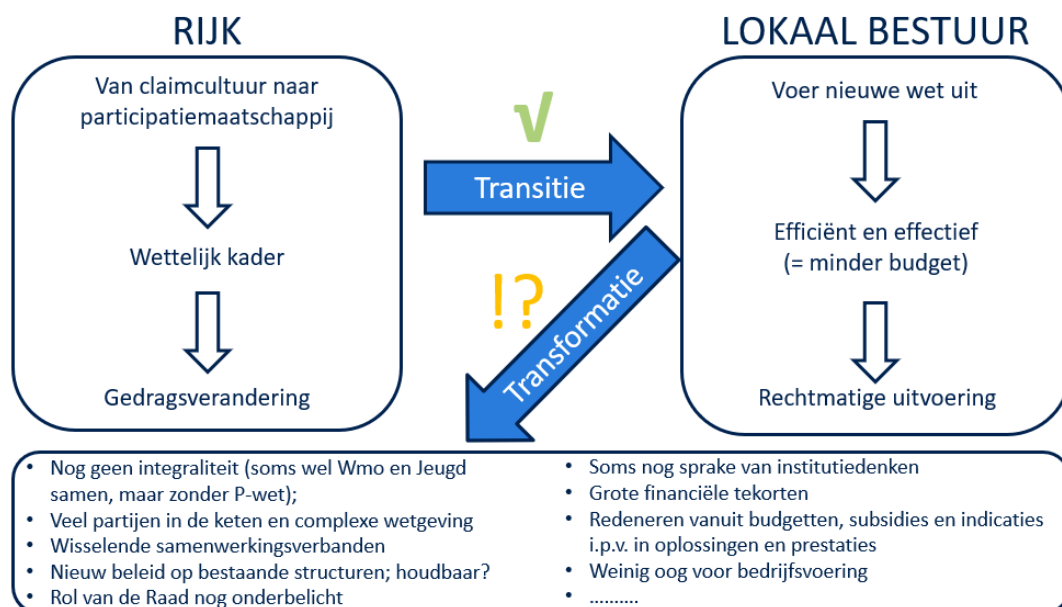 RIJK
Van claimcultuur naar
participatiemaatschappij
Wettelijk kader
Gedragsverandering
√
Transitie
!?
Transformatie
LOKAAL BESTUUR
Voer nieuwe wet uit
Efficiënt en effectief
(= minder budget)
Rechtmatige uitvoering
• Nog geen integraliteit (soms wel Wmo en Jeugd
samen, maar zonder P-wet);
• Veel partijen in de keten en complexe wetgeving
• Wisselende samenwerkingsverbanden
• Nieuw beleid op bestaande structuren; houdbaar?
• Rol van de Raad nog onderbelicht
• Soms nog sprake van institutiedenken
• Grote financiële tekorten
• Redeneren vanuit budgetten, subsidies en indicaties
i.p.v. in oplossingen en prestaties
• Weinig oog voor bedrijfsvoering
• ..........